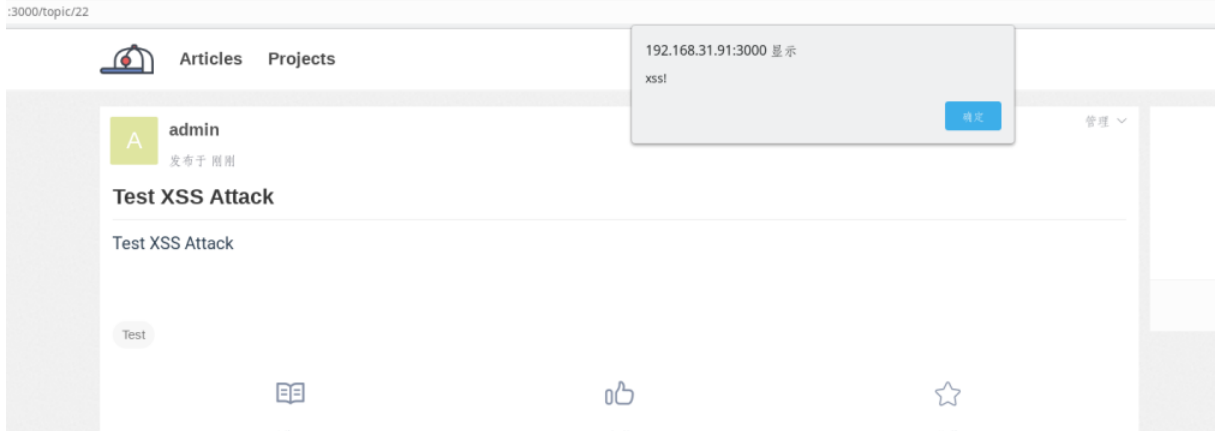 :3000/topic/22
Articles Projects
192.168.31.91:3000 显示
xss!
确定
管理
A
admin
发布于 刚刚
Test XSS Attack
Test XSS Attack
Test